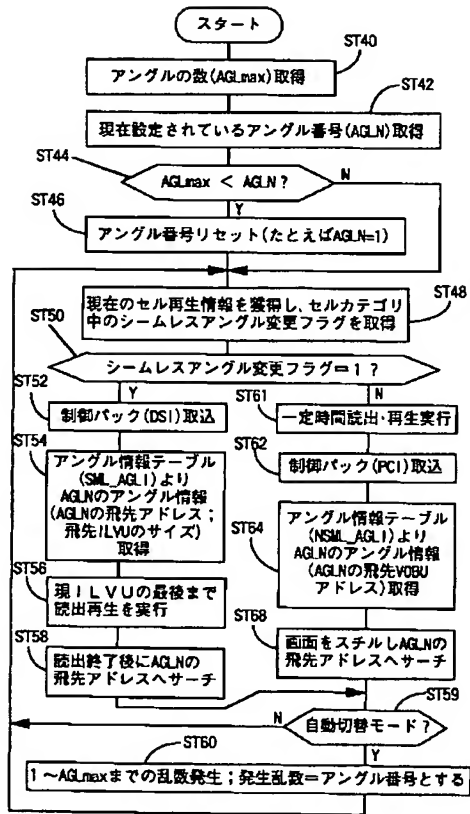 スタート
ST40
アングルの数(AGLmax)取得
ST42
現在設定されているアングル番号(AGLN)取得
ST44
AGLmax < AGLN?
N
Y
ST46
アングル番号リセット(たとえばAGLN=1)
ST48
現在のセル再生情報を獲得し、セルカテゴリ
中のシームレスアングル変更フラグを取得
ST50
シームレスアングル変更フラグ=1?
Y
N
ST52
制御パック(DSI)取込
ST54
アングル情報テーブル
(SML_AGLI)より
AGLNのアングル情報
(AGLNの飛先アドレス;
飛先ILVUのサイズ)
取得
ST56
現ILVUの最後まで
読出再生を実行
ST58
読出終了後にAGLNの
飛先アドレスへサーチ
ST61
一定時間読出・再生実行
ST62
制御パック(PCI)取込
ST64
アングル情報テーブル
(NSML_AGLI)より
AGLNのアングル情報
(AGLNの飛先VOBU
アドレス)取得
ST68
画面をスチルしAGLNの
飛先アドレスへサーチ
ST59
自動切替モード?
N
Y
ST60
1~AGLmaxまでの乱数発生;発生乱数=アングル番号とする